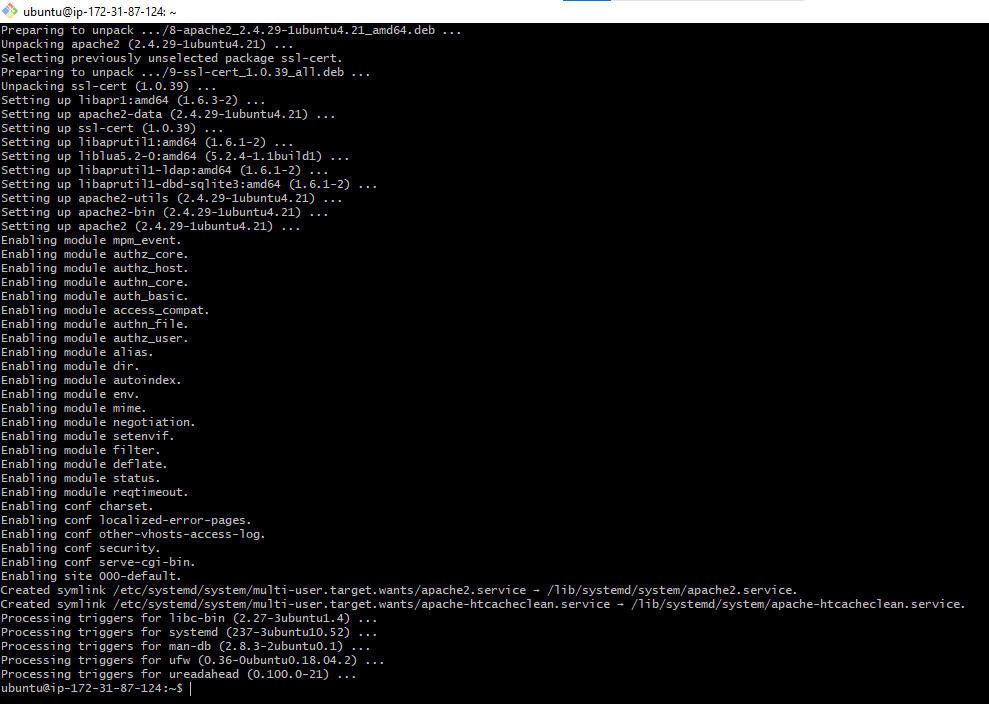 ubuntu@ip-172-31-87-124: ~
Preparing to unpack .../8-apache2_2.4.29-1ubuntu4.21_amd64.deb ...
Unpacking apache2 (2.4.29-1ubuntu4.21) ...
Selecting previously unselected package ssl-cert.
Preparing to unpack .../9-ssl-cert_1.0.39_all.deb ...
Unpacking ssl-cert (1.0.39) ...
Setting up libapr1:amd64 (1.6.3-2) ...
Setting up apache2-data (2.4.29-1ubuntu4.21) ...
Setting up ssl-cert (1.0.39) ...
Setting up libaprutil1:amd64 (1.6.1-2) ...
Setting up liblua5.2-0:amd64 (5.2.4-1.1build1) ...
Setting up libaprutil1-ldap:amd64 (1.6.1-2) ...
Setting up libaprutil1-dbd-sqlite3:amd64 (1.6.1-2) ...
Setting up apache2-utils (2.4.29-1ubuntu4.21) ...
Setting up apache2-bin (2.4.29-1ubuntu4.21) ...
Setting up apache2 (2.4.29-1ubuntu4.21) ...
Enabling module mpm_event.
Enabling module authz_core.
Enabling module authz_host.
Enabling module authn_core.
Enabling module auth_basic.
Enabling module access_compat.
Enabling module authn_file.
Enabling module authz_user.
Enabling module alias.
Enabling module dir.
Enabling module autoindex.
Enabling module env.
Enabling module mime.
Enabling module negotiation.
Enabling module setenvif.
Enabling module filter.
Enabling module deflate.
Enabling module status.
Enabling module reqtimeout.
Enabling conf charset.
Enabling conf localized-error-pages.
Enabling conf other-vhosts-access-log.
Enabling conf security.
Enabling conf serve-cgi-bin.
Enabling site 000-default.
Created symlink /etc/systemd/system/multi-user.target.wants/apache2.service → /lib/systemd/system/apache2.service.
Created symlink /etc/systemd/system/multi-user.target.wants/apache-htcacheclean.service → /lib/systemd/system/apache-htcacheclean.service.
Processing triggers for libc-bin (2.27-3ubuntu1.4) ...
Processing triggers for systemd (237-3ubuntu10.52) ...
Processing triggers for man-db (2.8.3-2ubuntu0.1) ...
Processing triggers for ufw (0.36-0ubuntu0.18.04.2) ...
Processing triggers for ureadahead (0.100.0-21) ...
ubuntu@ip-172-31-87-124:~$